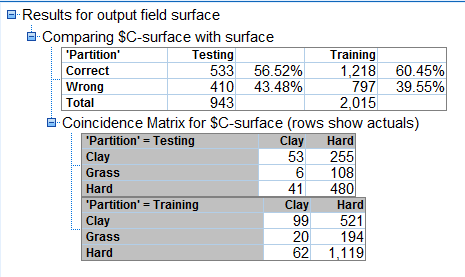 Results for output field surface
Comparing $C-surface with surface
'Partition' Testing Training
Correct 533 56.52% 1,218 60.45%
Wrong 410 43.48% 797 39.55%
Total 943 2,015
Coincidence Matrix for $C-surface (rows show actuals)
'Partition' = Testing Clay Hard
Clay 53 255
Grass 6 108
Hard 41 480
'Partition' = Training Clay Hard
Clay 99 521
Grass 20 194
Hard 62 1,119